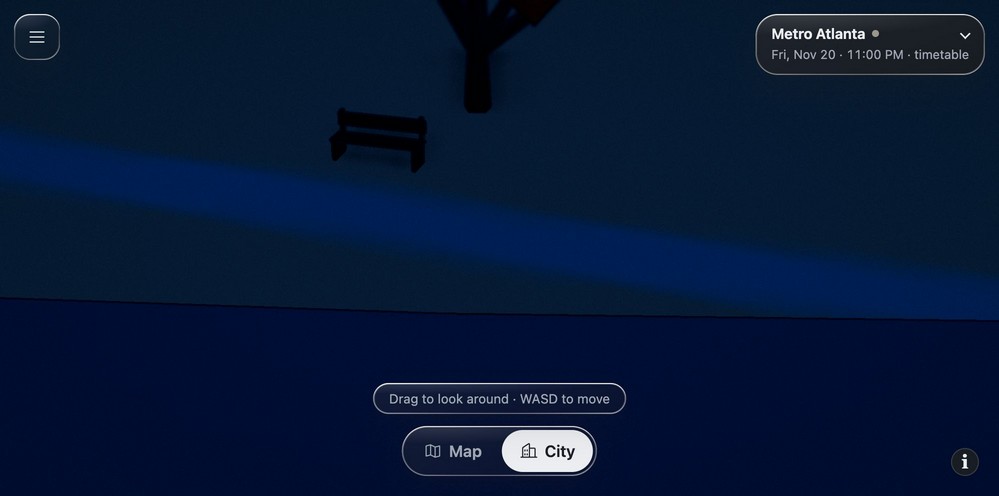 Metro Atlanta
Fri, Nov 20 · 11:00 PM · timetable
Drag to look around · WASD to move
Map
City
i